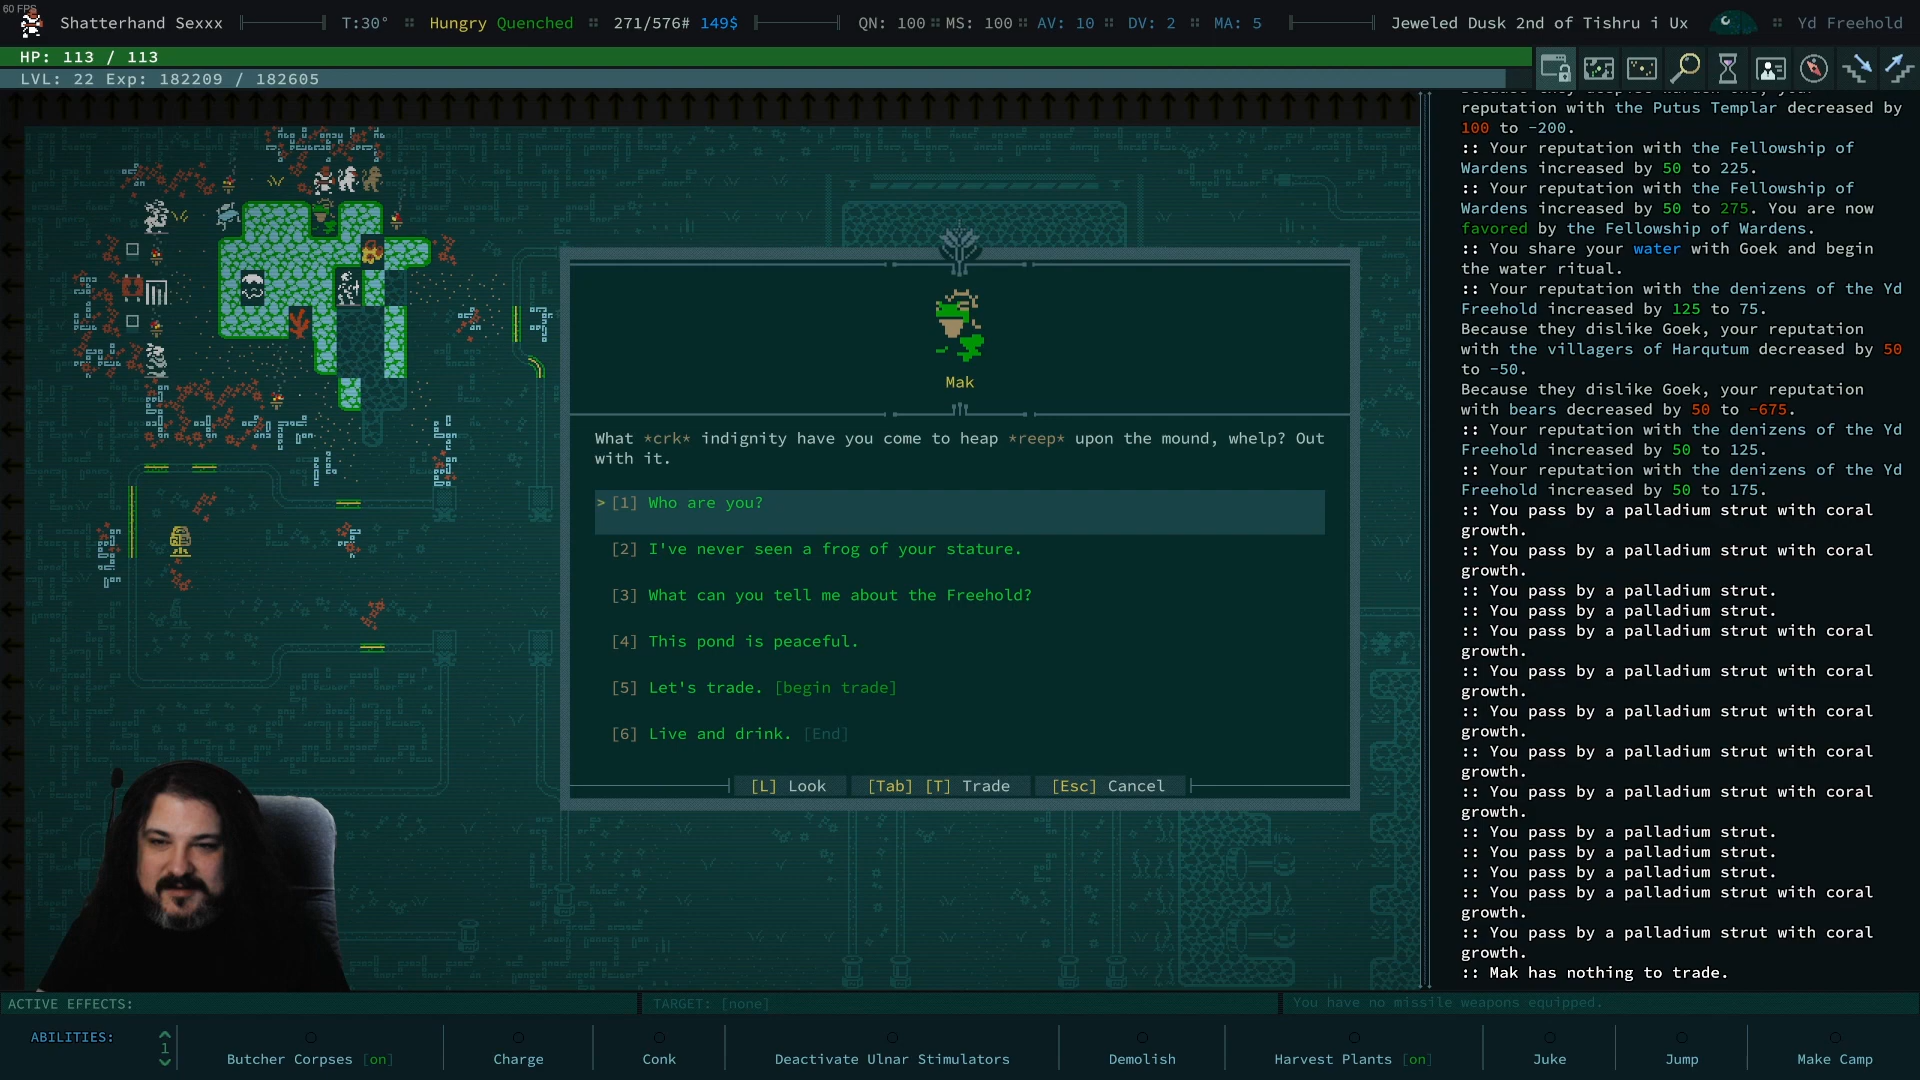 60 FPS
Shatterhand Sexxx T:30° Hungry Quenched 271/576# 149$ QN: 100 MS: 100 AV: 10 DV: 2 MA: 5 Jeweled Dusk 2nd of Tishru i Ux Yd Freehold
HP: 113 / 113
LVL: 22 Exp: 182209 / 182605
reputation with the Putus Templar decreased by
100 to -200.
:: Your reputation with the Fellowship of
Wardens increased by 50 to 225.
:: Your reputation with the Fellowship of
Wardens increased by 50 to 275. You are now
favored by the Fellowship of Wardens.
:: You share your water with Goek and begin
the water ritual.
:: Your reputation with the denizens of the Yd
Freehold increased by 125 to 75.
Because they dislike Goek, your reputation
with the villagers of Harqutum decreased by 50
to -50.
Because they dislike Goek, your reputation
with bears decreased by 50 to -675.
:: Your reputation with the denizens of the Yd
Freehold increased by 50 to 125.
:: Your reputation with the denizens of the Yd
Freehold increased by 50 to 175.
:: You pass by a palladium strut with coral
growth.
:: You pass by a palladium strut with coral
growth.
:: You pass by a palladium strut.
:: You pass by a palladium strut.
:: You pass by a palladium strut with coral
growth.
:: You pass by a palladium strut with coral
growth.
:: You pass by a palladium strut with coral
growth.
:: You pass by a palladium strut with coral
growth.
:: You pass by a palladium strut with coral
growth.
:: You pass by a palladium strut.
:: You pass by a palladium strut.
:: You pass by a palladium strut.
:: You pass by a palladium strut with coral
growth.
:: You pass by a palladium strut with coral
growth.
:: Mak has nothing to trade.
Mak
What *crk* indignity have you come to heap *reep* upon the mound, whelp? Out
with it.
> [1] Who are you?
[2] I've never seen a frog of your stature.
[3] What can you tell me about the Freehold?
[4] This pond is peaceful.
[5] Let's trade. [begin trade]
[6] Live and drink. [End]
[L] Look [Tab] [T] Trade [Esc] Cancel
ACTIVE EFFECTS: TARGET: [none] You have no missile weapons equipped.
ABILITIES: 1 Butcher Corpses [on] Charge Conk Deactivate Ulnar Stimulators Demolish Harvest Plants [on] Juke Jump Make Camp